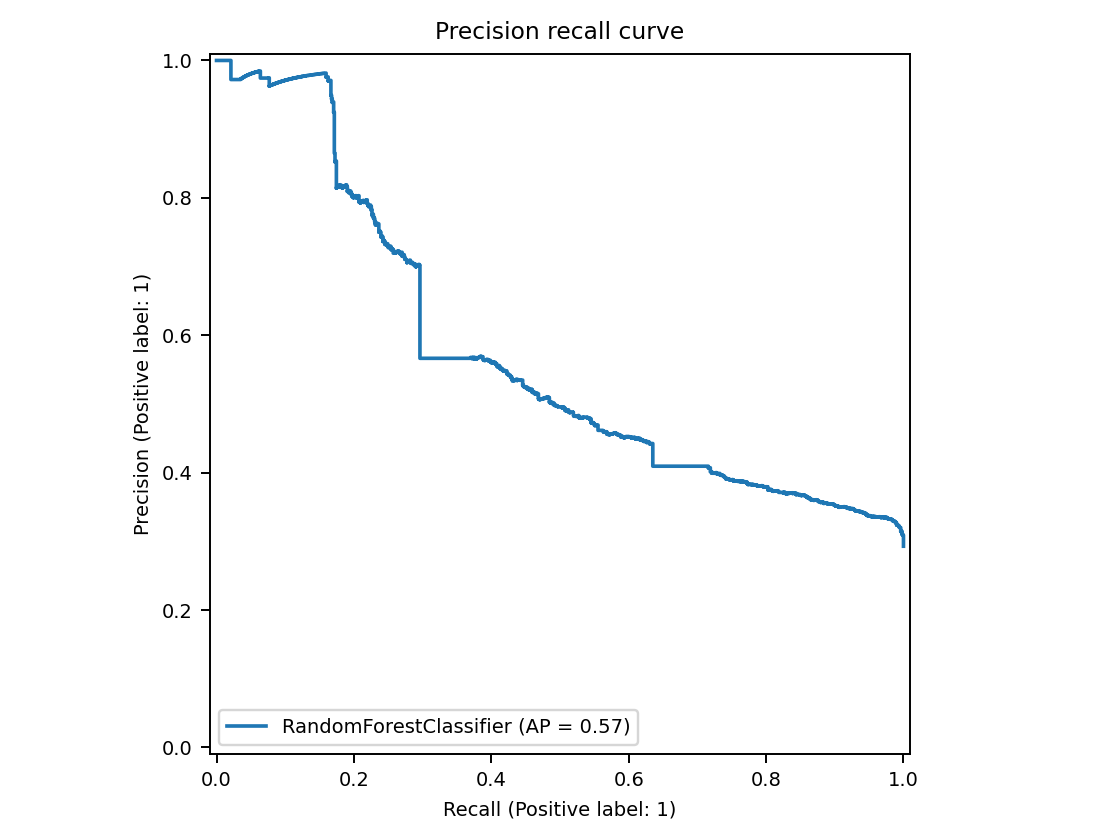 Precision recall curve
1.0
0.8
0.6
0.4
0.2
0.0
Precision (Positive label: 1)
RandomForestClassifier (AP = 0.57)
0.0 0.2 0.4 0.6 0.8 1.0
Recall (Positive label: 1)